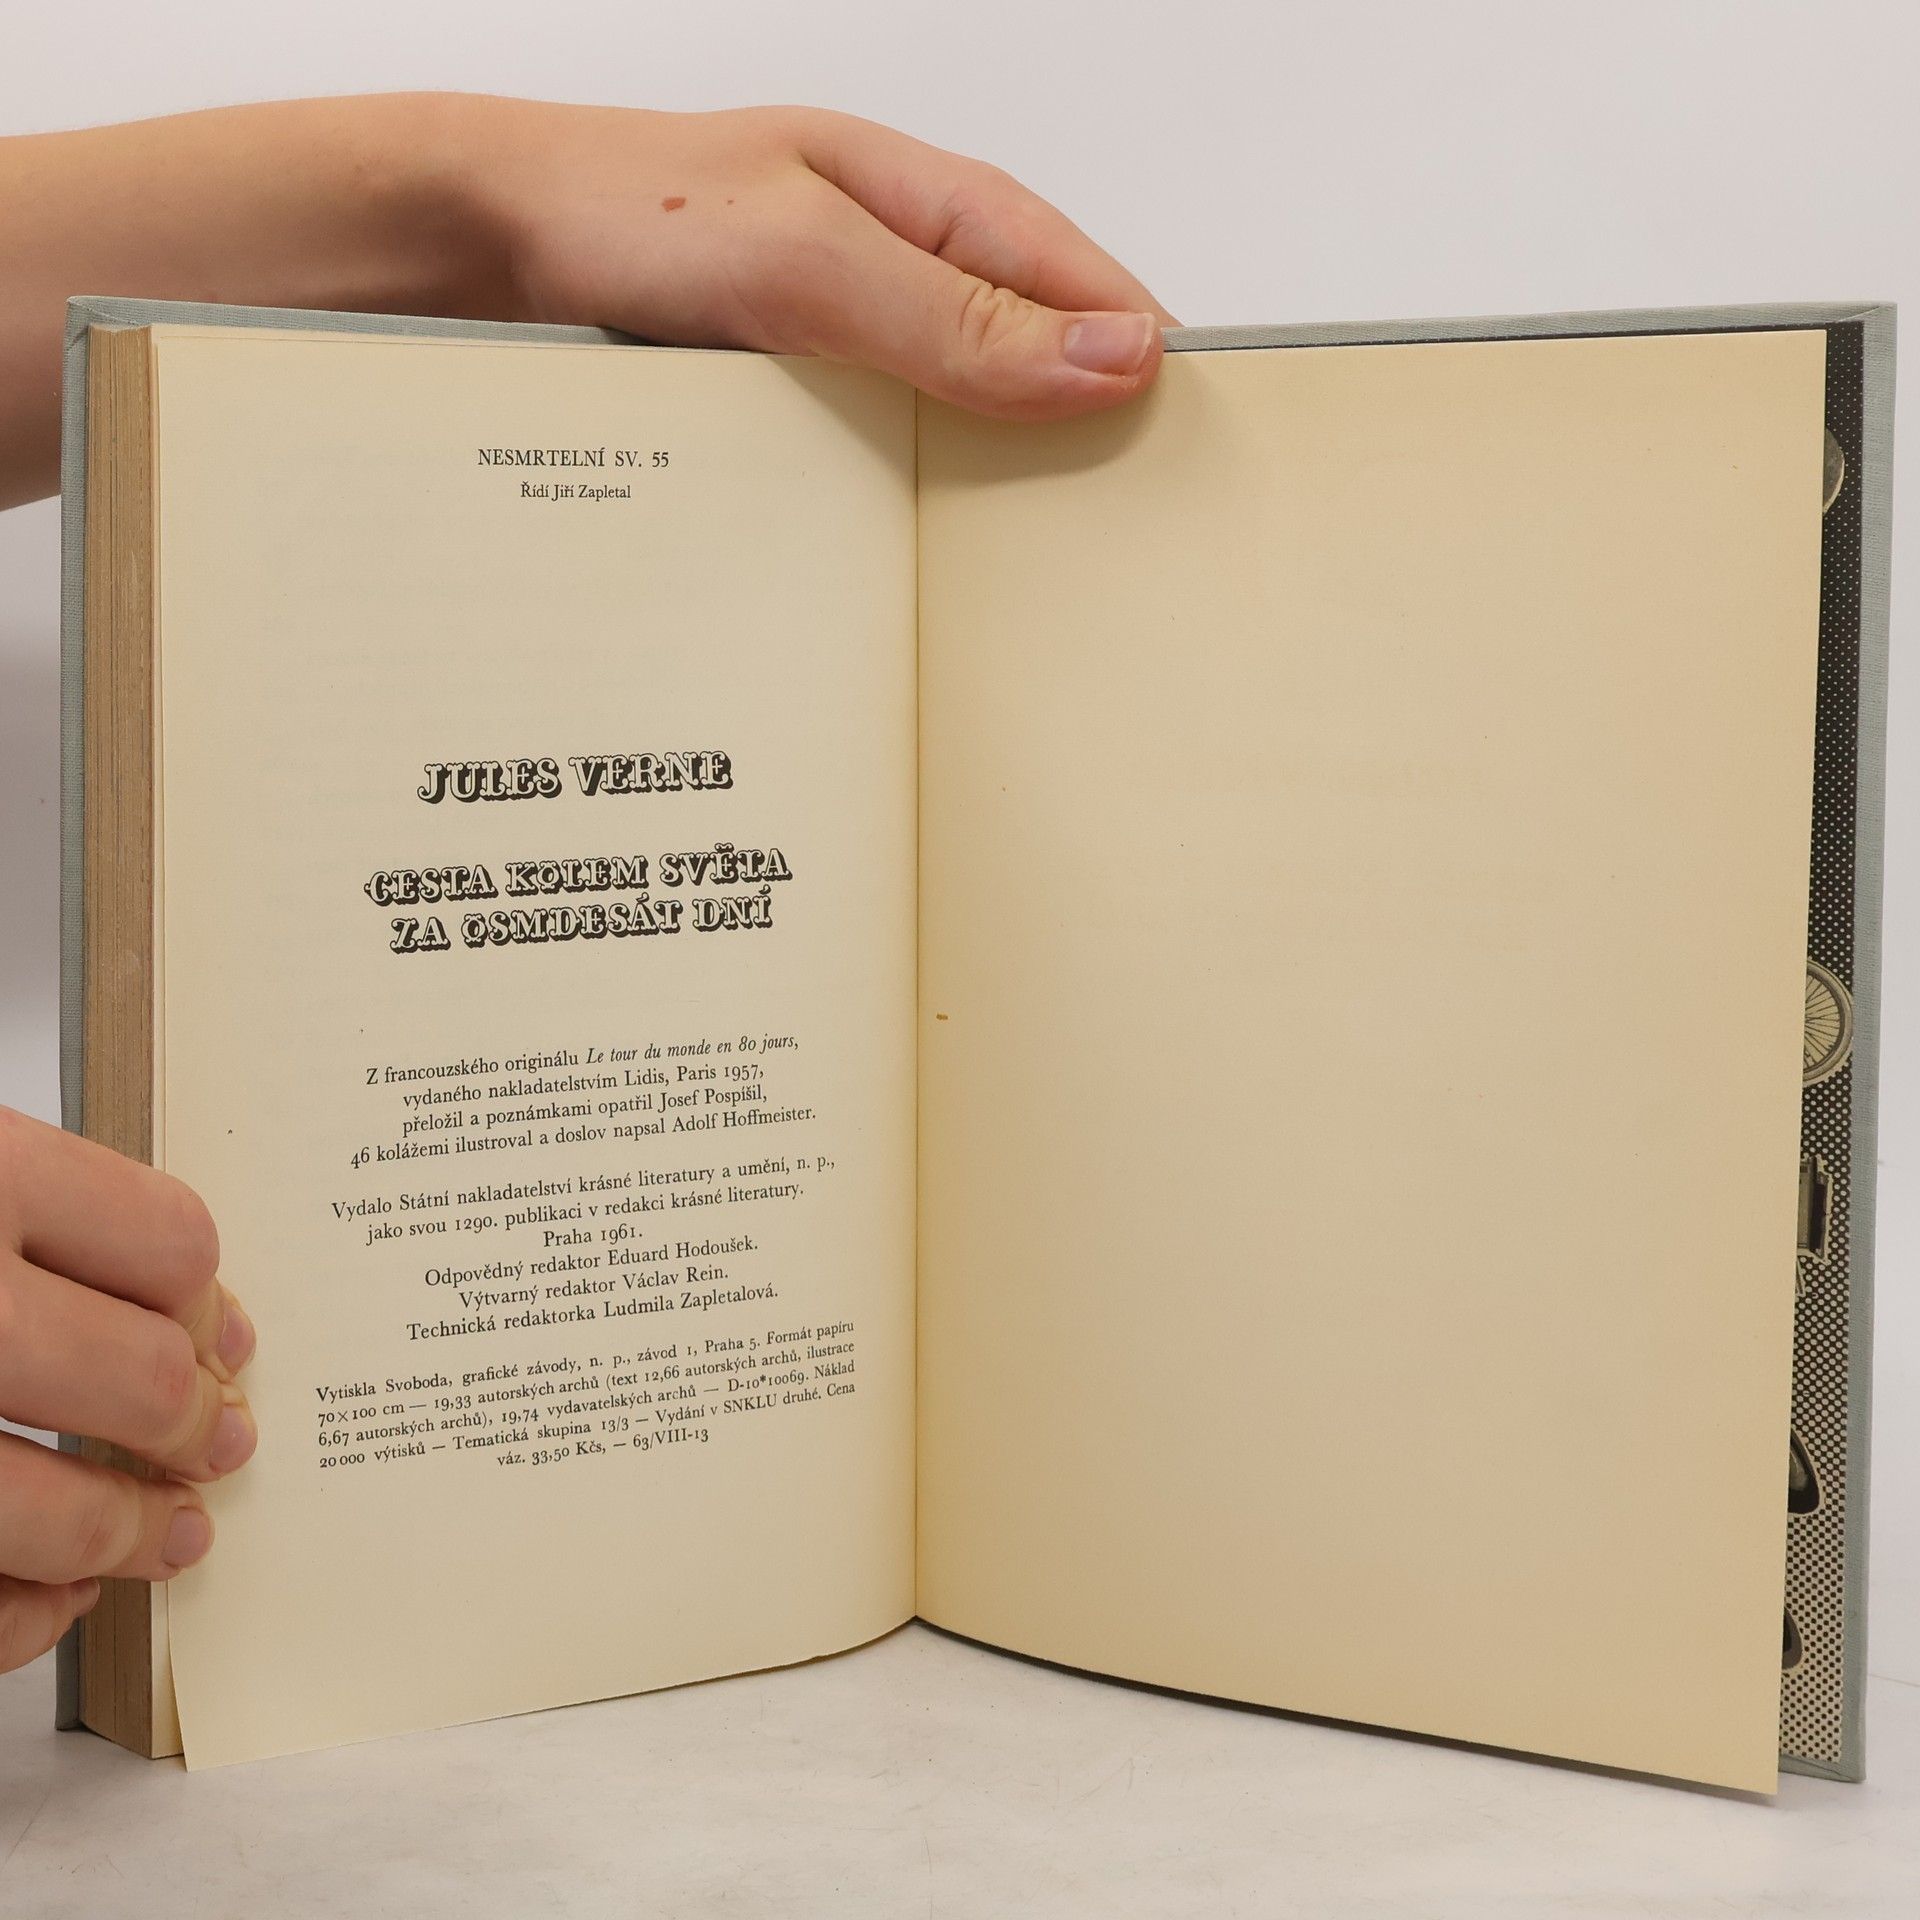 NESMRTELNÍ SV. 55
Řídí Jiří Zapletal
JULES VERNE
CESTA KOLEM SVĚTA
ZA OSMDESÁT DNÍ
Z francouzského originálu Le tour du monde en 80 jours,
vydaného nakladatelstvím Lidis, Paris 1957,
přeložil a poznámkami opatřil Josef Pospíšil,
46 kolážemi ilustroval a doslov napsal Adolf Hoffmeister.
Vydalo Státní nakladatelství krásné literatury a umění, n. p.,
jako svou 1290. publikaci v redakci krásné literatury.
Praha 1961.
Odpovědný redaktor Eduard Hodoušek.
Výtvarný redaktor Václav Rein.
Technická redaktorka Ludmila Zapletalová.
Vytiskla Svoboda, grafické závody, n. p., závod 1, Praha 5. Formát papíru
70×100 cm — 19,33 autorských archů (text 12,66 autorských archů, ilustrace
6,67 autorských archů), 19,74 vydavatelských archů — D-10*10069. Náklad
20 000 výtisků — Tematická skupina 13/3 — Vydání v SNKLU druhé. Cena
váz. 33,50 Kčs, — 63/VIII-13